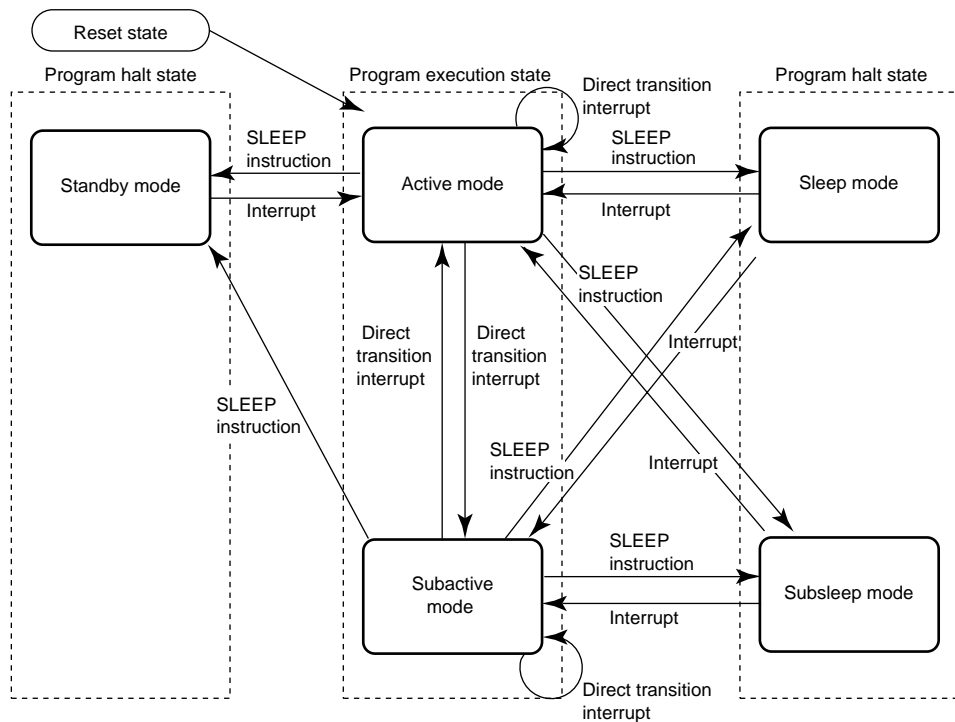 Reset state
Program halt state
Program execution state
Program halt state
Direct transition
interrupt
SLEEP
instruction
SLEEP
instruction
Standby mode
Active mode
Sleep mode
Interrupt
Interrupt
SLEEP
instruction
Direct
transition
interrupt
Direct
transition
interrupt
Interrupt
SLEEP
instruction
SLEEP
instruction
Interrupt
SLEEP
instruction
Subactive
mode
Subsleep mode
Interrupt
Direct transition
interrupt